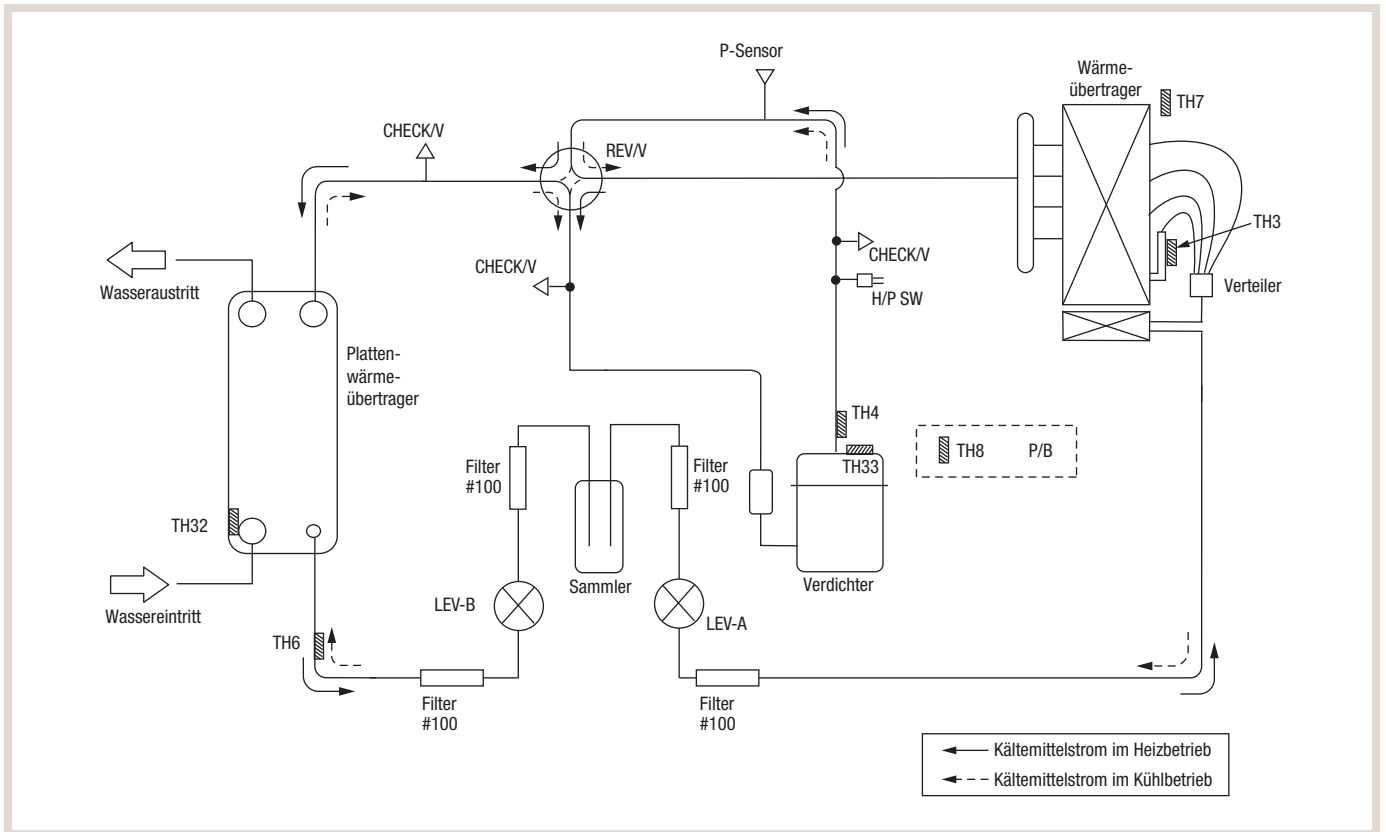 P-Sensor
Wärme-
übertrager
TH7
CHECK/V
REV/V
TH3
CHECK/V
CHECK/V
H/P SW
Verteiler
Wasseraustritt
Platten-
wärme-
übertrager
TH4
TH33
TH8
P/B
Filter
#100
Filter
#100
TH32
Sammler
Verdichter
Wassereintritt
LEV-B
LEV-A
TH6
Filter
#100
Filter
#100
Kältemittelstrom im Heizbetrieb
Kältemittelstrom im Kühlbetrieb